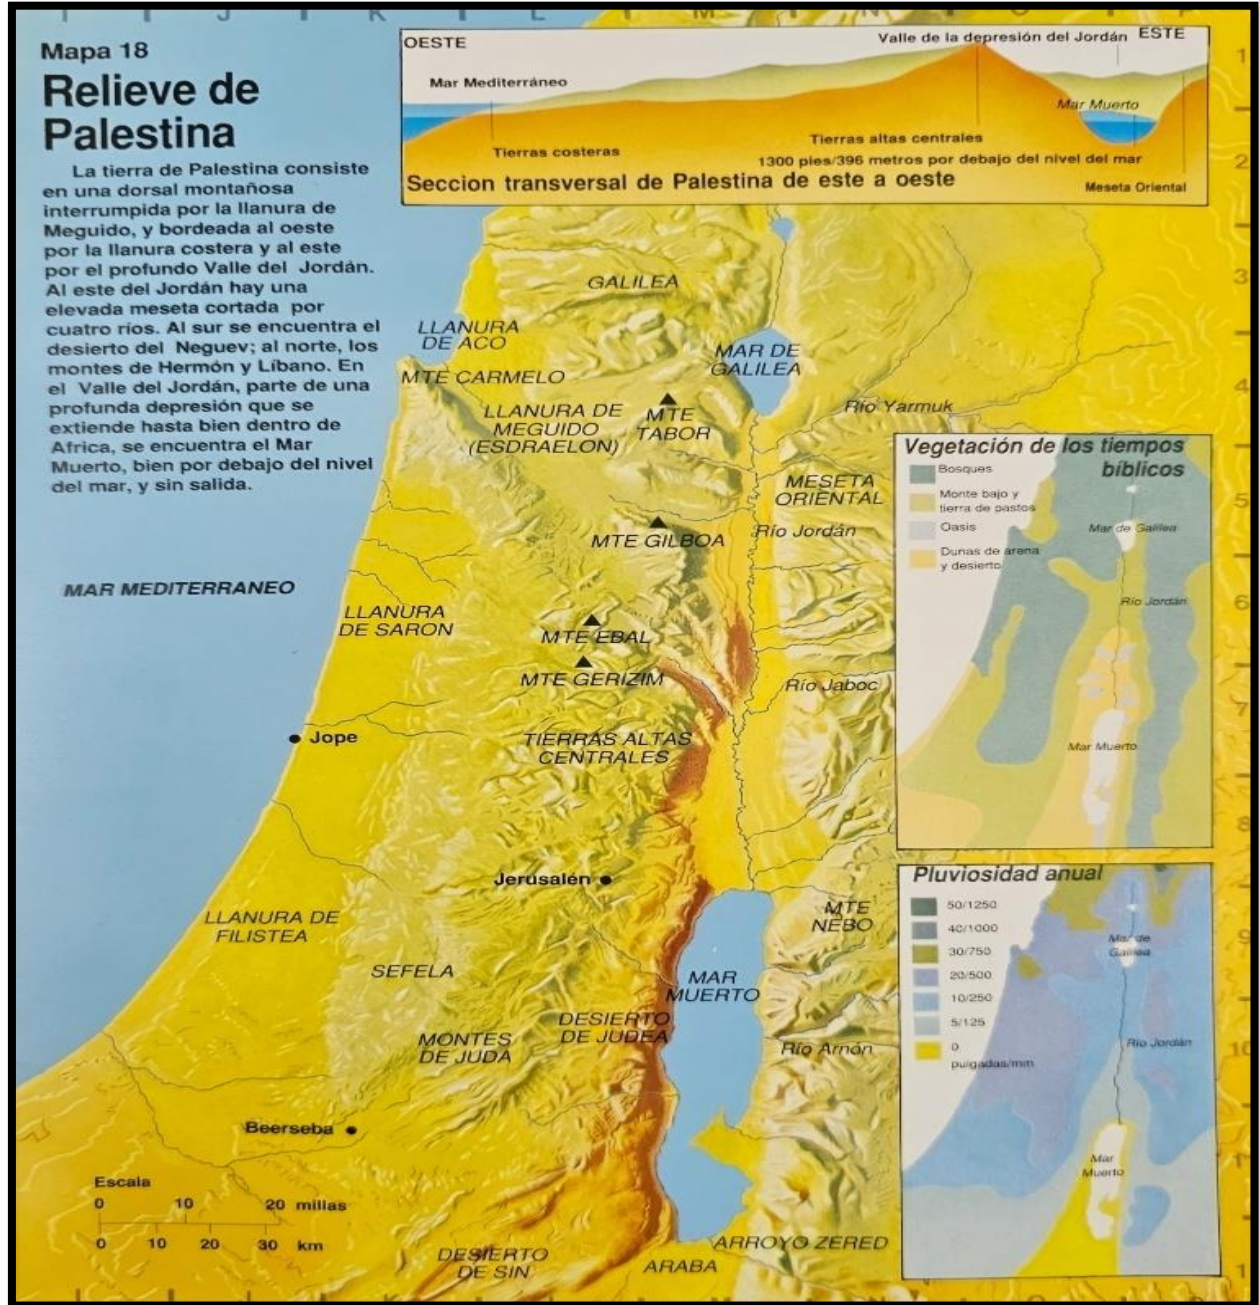 J K L M N O P
Mapa 18
Relieve de
Palestina
La tierra de Palestina consiste
en una dorsal montañosa
interrumpida por la llanura de
Meguido, y bordeada al oeste
por la llanura costera y al este
por el profundo Valle del Jordán.
Al este del Jordán hay una
elevada meseta cortada por
cuatro ríos. Al sur se encuentra el
desierto del Neguev; al norte, los
montes de Hermón y Líbano. En
el Valle del Jordán, parte de una
profunda depresión que se
extiende hasta bien dentro de
Africa, se encuentra el Mar
Muerto, bien por debajo del nivel
del mar, y sin salida.
OESTE
Valle de la depresión del Jordán
ESTE
Mar Mediterráneo
Mar Muerto
Tierras costeras
Tierras altas centrales
1300 pies/396 metros por debajo del nivel del mar
Seccion transversal de Palestina de este a oeste
Meseta Oriental
1
2
3
4
5
6
7
8
9
10
GALILEA
LLANURA
DE ACO
MAR DE
GALILEA
MTE CARMELO
LLANURA DE
MEGUIDO
(ESDRAELON)
MTE
TABOR
Río Yarmuk
MESETA
ORIENTAL
MTE GILBOA
Río Jordán
MAR MEDITERRANEO
LLANURA
DE SARON
MTE EBAL
MTE GERIZIM
Río Jaboc
Jope
TIERRAS ALTAS
CENTRALES
Jerusalén
LLANURA DE
FILISTEA
MTE
NEBO
SEFELA
MAR
MUERTO
DESIERTO
DE JUDEA
MONTES
DE JUDA
Río Arnón
Beerseba
Escala
0 10 20 millas
0 10 20 30 km
DESIERTO
DE SIN
ARROYO ZERED
ARABA
Vegetación de los tiempos
bíblicos
Bosques
Monte bajo y
tierra de pastos
Oasis
Dunas de arena
y desierto
Mar de Galilea
Río Jordán
Mar Muerto
Pluviosidad anual
50/1250
40/1000
30/750
20/500
10/250
5/125
0
pulgadas/mm
Mar de
Galilea
Río Jordán
Mar
Muerto